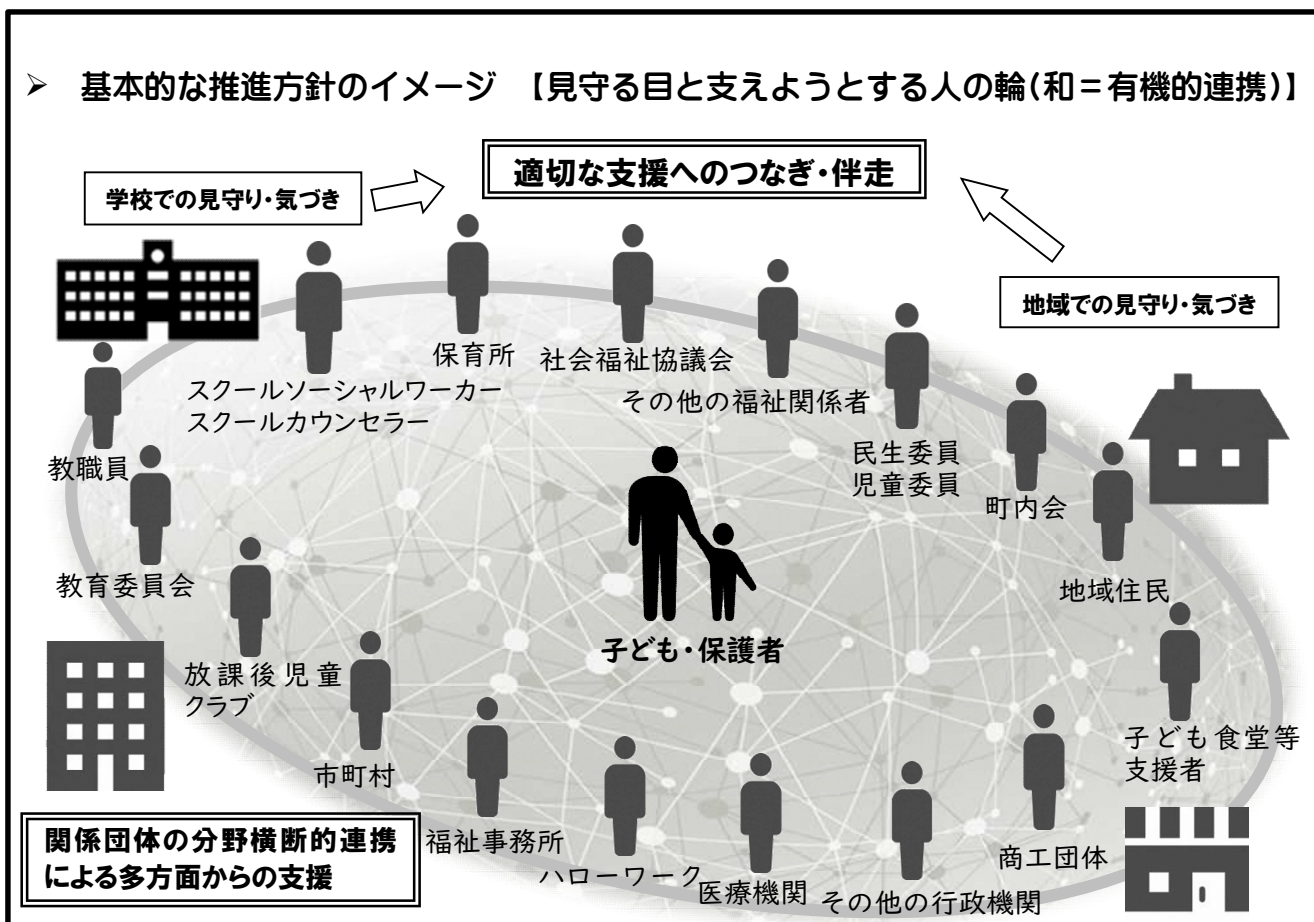 ➢ 基本的な推進方針のイメージ 【見守る目と支えようとする人の輪(和=有機的連携)】
適切な支援へのつなぎ・伴走
学校での見守り・気づき
地域での見守り・気づき
保育所
社会福祉協議会
スクールソーシャルワーカー
スクールカウンセラー
その他の福祉関係者
教職員
民生委員
児童委員
町内会
教育委員会
地域住民
子ども・保護者
放課後児童
クラブ
市町村
子ども食堂等
支援者
関係団体の分野横断的連携
による多方面からの支援
福祉事務所
ハローワーク
医療機関
その他の行政機関
商工団体